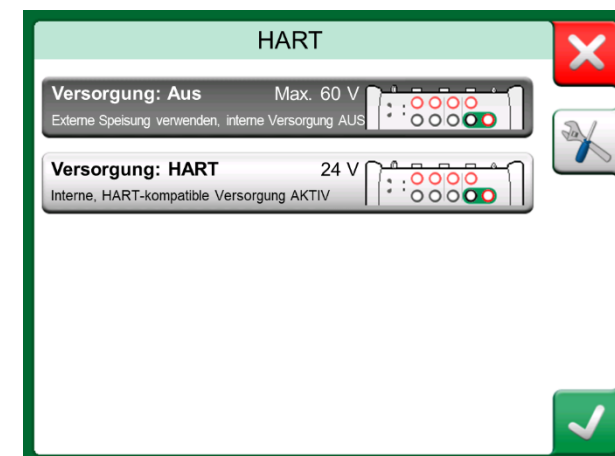 HART
Versorgung: Aus Max. 60 V
Externe Speisung verwenden, interne Versorgung AUS
Versorgung: HART 24 V
Interne, HART-kompatible Versorgung AKTIV